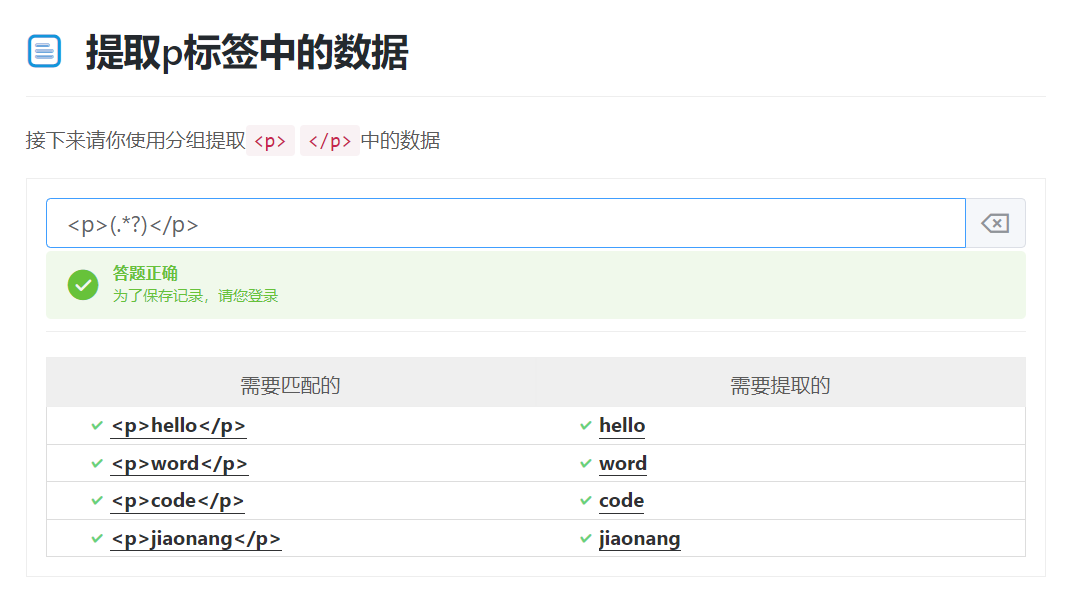 提取p标签中的数据
接下来请你使用分组提取 <p> </p> 中的数据
<p>(.*?)</p>
答题正确
为了保存记录，请您登录
需要匹配的 需要提取的
<p>hello</p> hello
<p>word</p> word
<p>code</p> code
<p>jiaonang</p> jiaonang